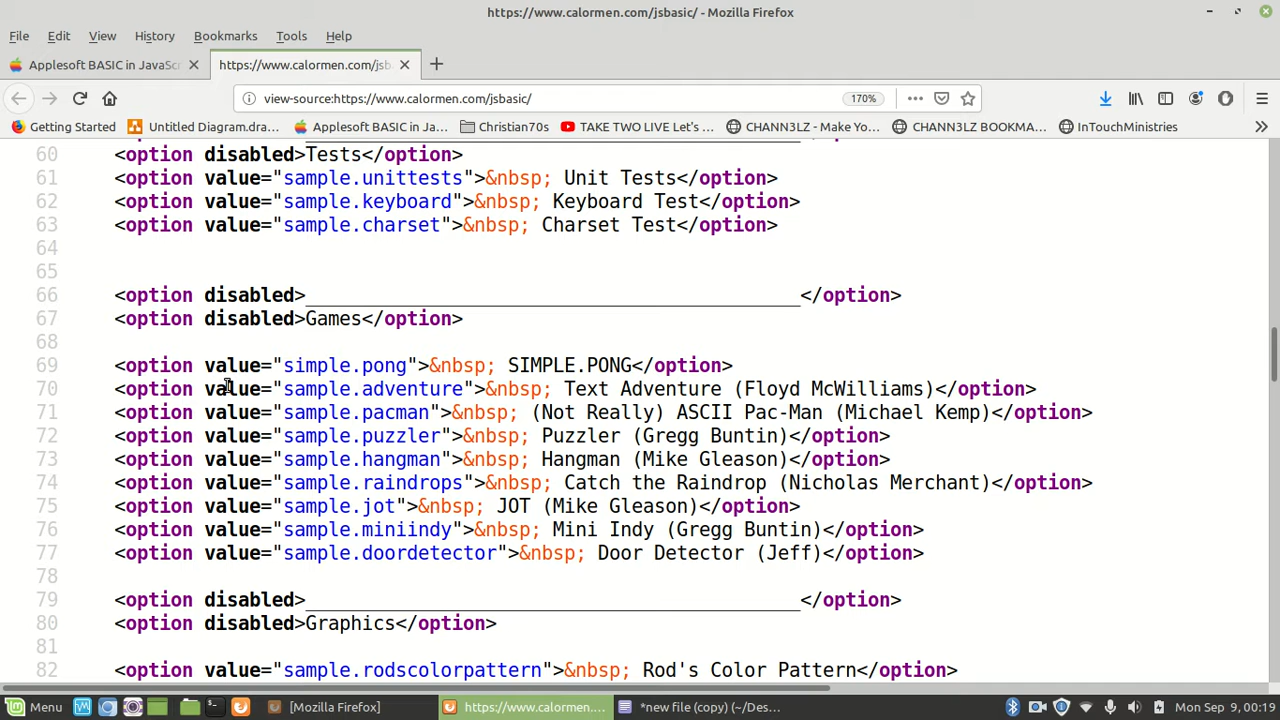 https://www.calormen.com/jsbasic/ - Mozilla Firefox
File Edit View History Bookmarks Tools Help
Applesoft BASIC in JavaSc
https://www.calormen.com/jsb
view-source:https://www.calormen.com/jsbasic/ 170%
Getting Started Untitled Diagram.dra... Applesoft BASIC in Ja... Christian70s TAKE TWO LIVE Let's ... CHANN3LZ - Make Yo... CHANN3LZ BOOKMA... InTouchMinistries
60 <option disabled>Tests</option>
61 <option value="sample.unittests">&nbsp; Unit Tests</option>
62 <option value="sample.keyboard">&nbsp; Keyboard Test</option>
63 <option value="sample.charset">&nbsp; Charset Test</option>
64
65
66 <option disabled>____________________________________________</option>
67 <option disabled>Games</option>
68
69 <option value="simple.pong">&nbsp; SIMPLE.PONG</option>
70 <option value="sample.adventure">&nbsp; Text Adventure (Floyd McWilliams)</option>
71 <option value="sample.pacman">&nbsp; (Not Really) ASCII Pac-Man (Michael Kemp)</option>
72 <option value="sample.puzzler">&nbsp; Puzzler (Gregg Buntin)</option>
73 <option value="sample.hangman">&nbsp; Hangman (Mike Gleason)</option>
74 <option value="sample.raindrops">&nbsp; Catch the Raindrop (Nicholas Merchant)</option>
75 <option value="sample.jot">&nbsp; JOT (Mike Gleason)</option>
76 <option value="sample.miniindy">&nbsp; Mini Indy (Gregg Buntin)</option>
77 <option value="sample.doordetector">&nbsp; Door Detector (Jeff)</option>
78
79 <option disabled>____________________________________________</option>
80 <option disabled>Graphics</option>
81
82 <option value="sample.rodscolorpattern">&nbsp; Rod's Color Pattern</option>
Menu [Mozilla Firefox] https://www.calormen.com... *new file (copy) (~/Des... Mon Sep 9, 00:19